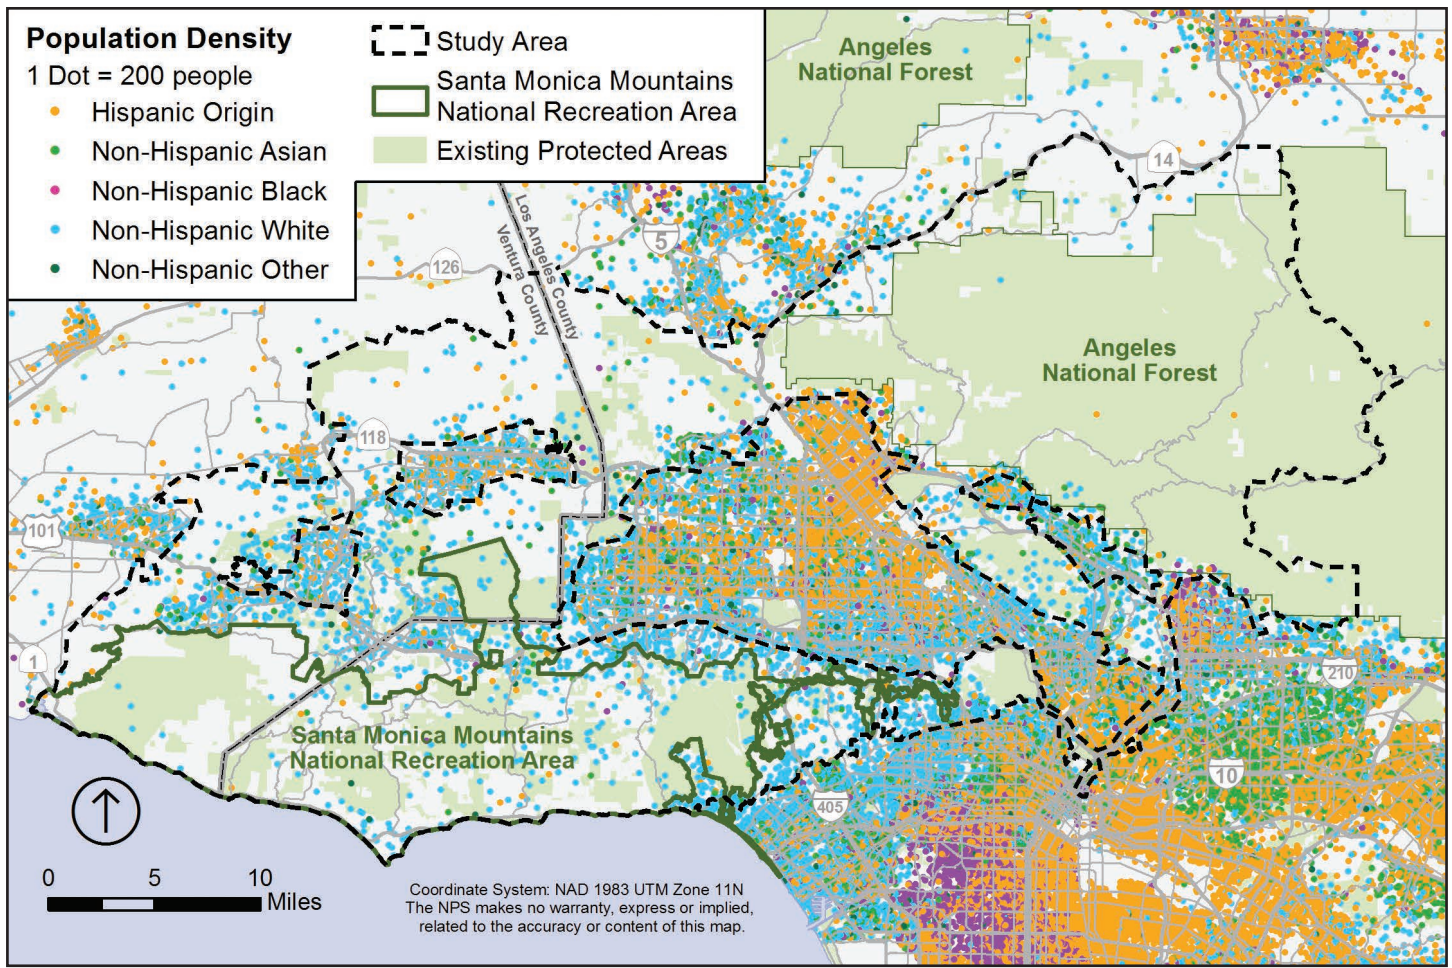 Population Density
1 Dot = 200 people
Hispanic Origin
Non-Hispanic Asian
Non-Hispanic Black
Non-Hispanic White
Non-Hispanic Other
Study Area
Santa Monica Mountains
National Recreation Area
Existing Protected Areas
Angeles
National Forest
14
5
126
Los Angeles County
Ventura County
Angeles
National Forest
118
101
1
210
Santa Monica Mountains
National Recreation Area
10
405
0 5 10
Miles
Coordinate System: NAD 1983 UTM Zone 11N
The NPS makes no warranty, express or implied,
related to the accuracy or content of this map.